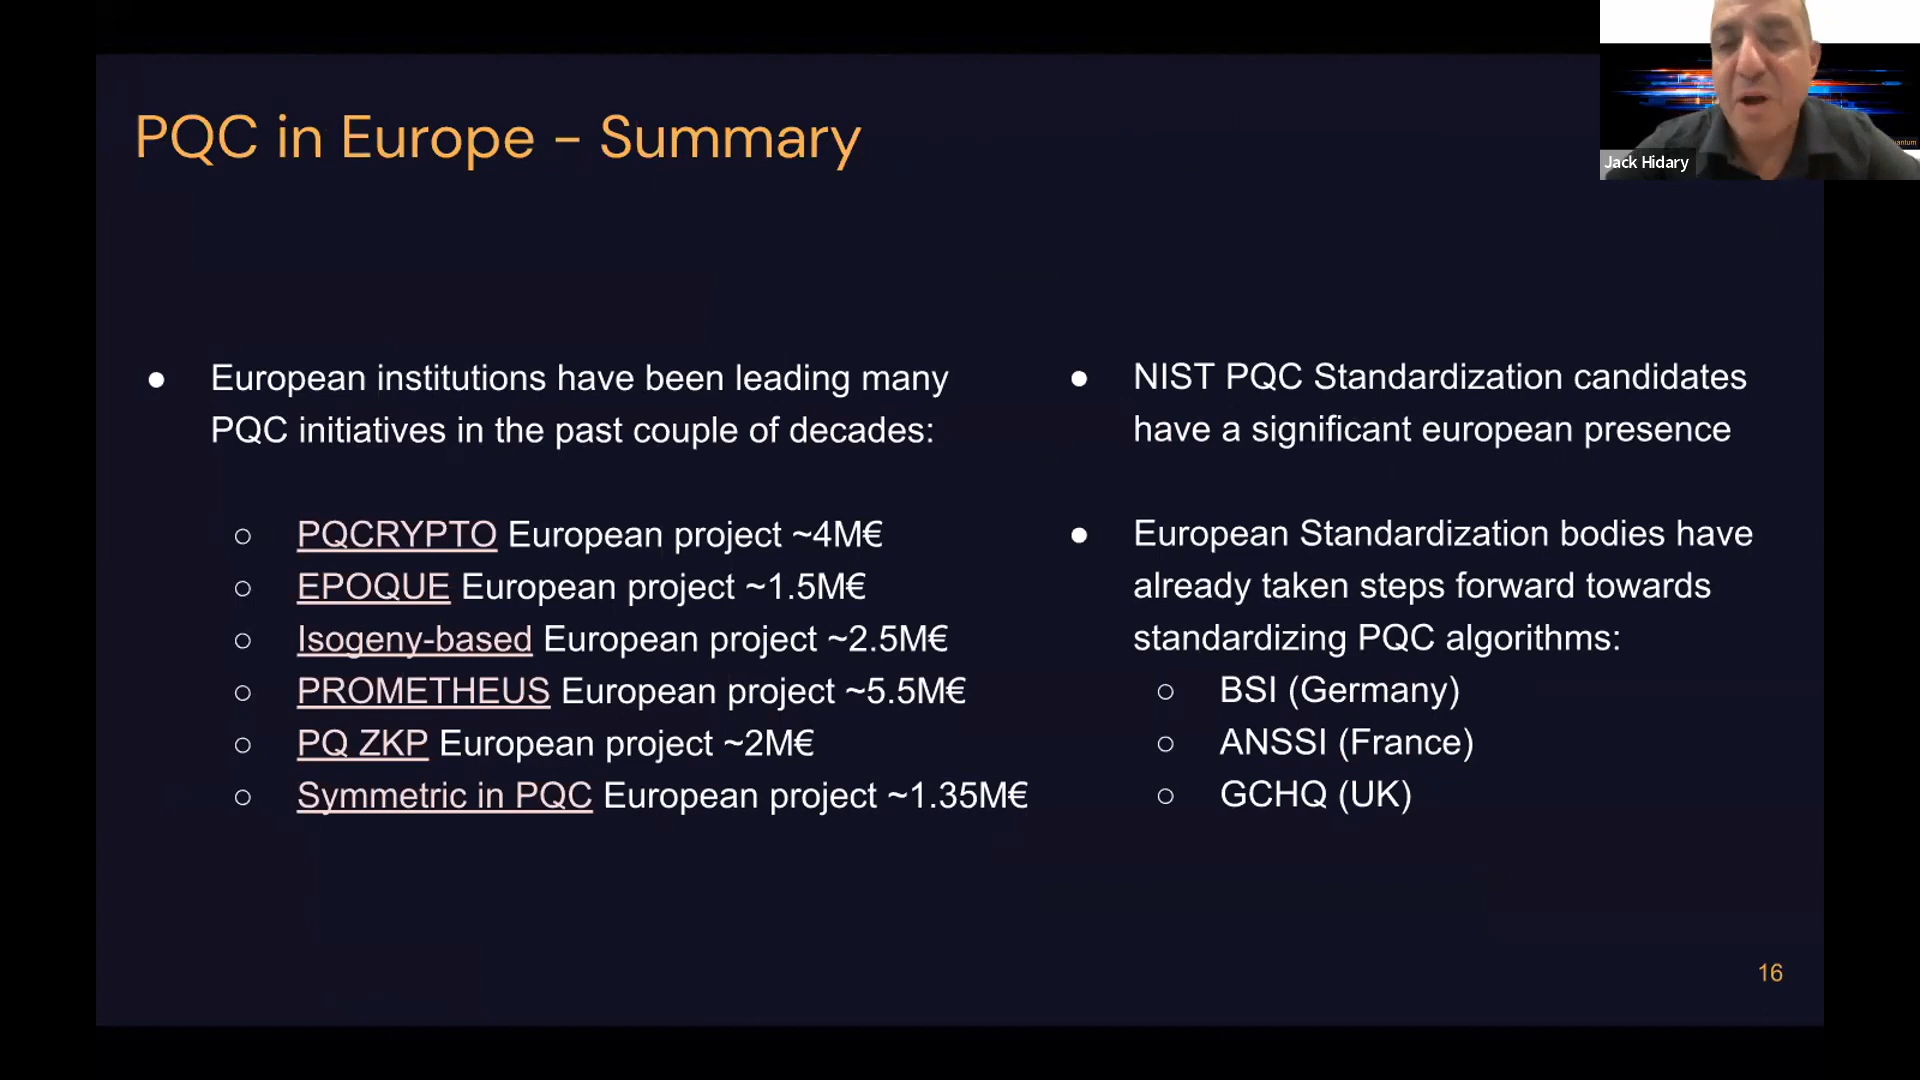 PQC in Europe - Summary
Jack Hidary
European institutions have been leading many
PQC initiatives in the past couple of decades:
PQCRYPTO European project ~4M€
EPOQUE European project ~1.5M€
Isogeny-based European project ~2.5M€
PROMETHEUS European project ~5.5M€
PQ ZKP European project ~2M€
Symmetric in PQC European project ~1.35M€
NIST PQC Standardization candidates
have a significant european presence
European Standardization bodies have
already taken steps forward towards
standardizing PQC algorithms:
BSI (Germany)
ANSSI (France)
GCHQ (UK)
16